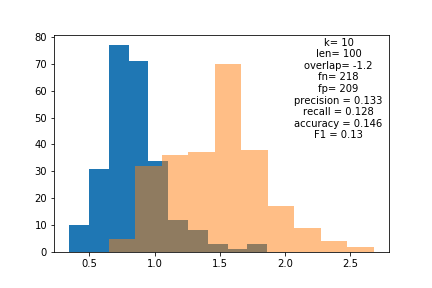 80
70
60
50
40
30
20
10
0
0.5 1.0 1.5 2.0 2.5
k= 10
len= 100
overlap= -1.2
fn= 218
fp= 209
precision = 0.133
recall = 0.128
accuracy = 0.146
F1 = 0.13